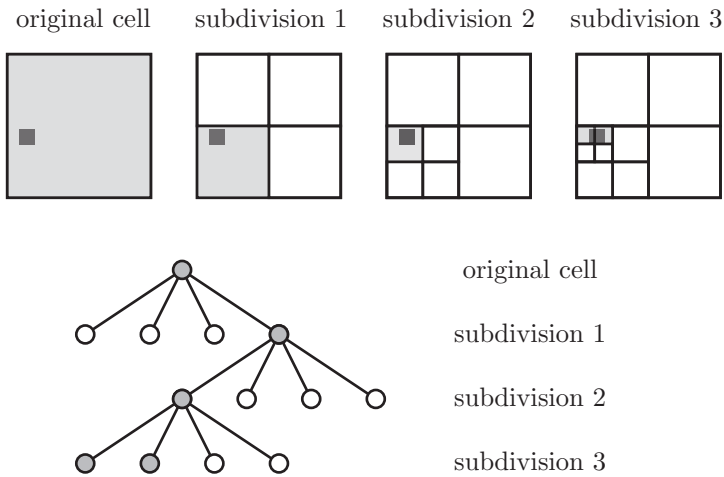 original cell subdivision 1 subdivision 2 subdivision 3
original cell
subdivision 1
subdivision 2
subdivision 3